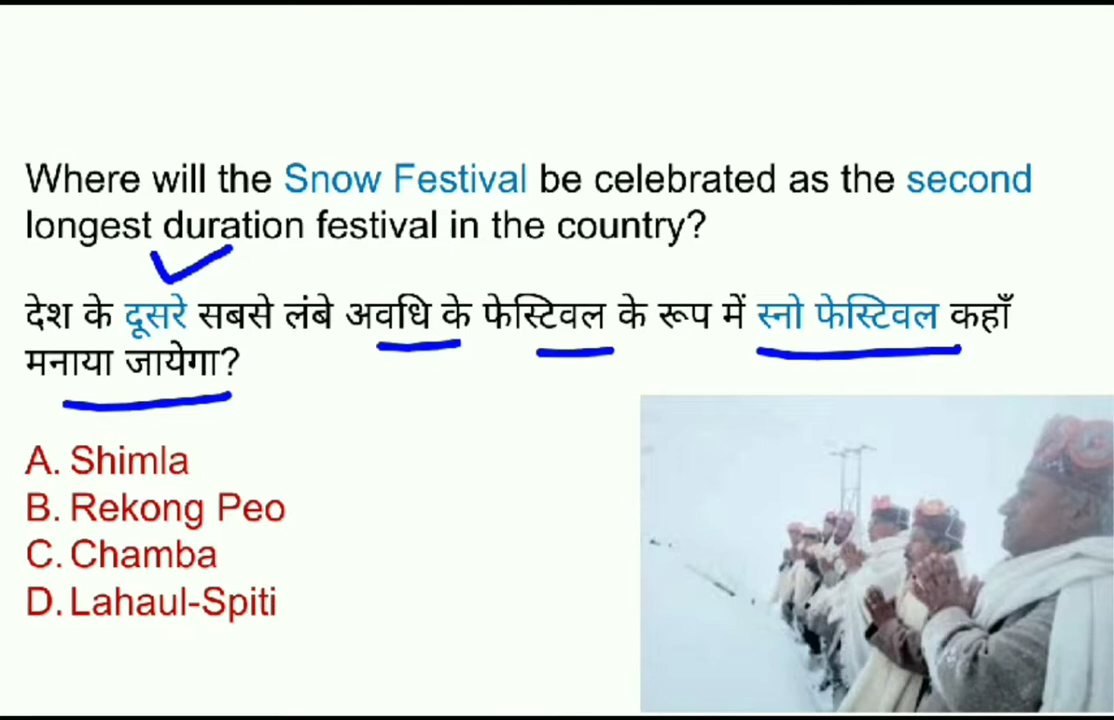 Where will the Snow Festival be celebrated as the second
longest duration festival in the country?
देश के दूसरे सबसे लंबे अवधि के फेस्टिवल के रूप में स्नो फेस्टिवल कहाँ
मनाया जायेगा?
A. Shimla
B. Rekong Peo
C. Chamba
D. Lahaul-Spiti